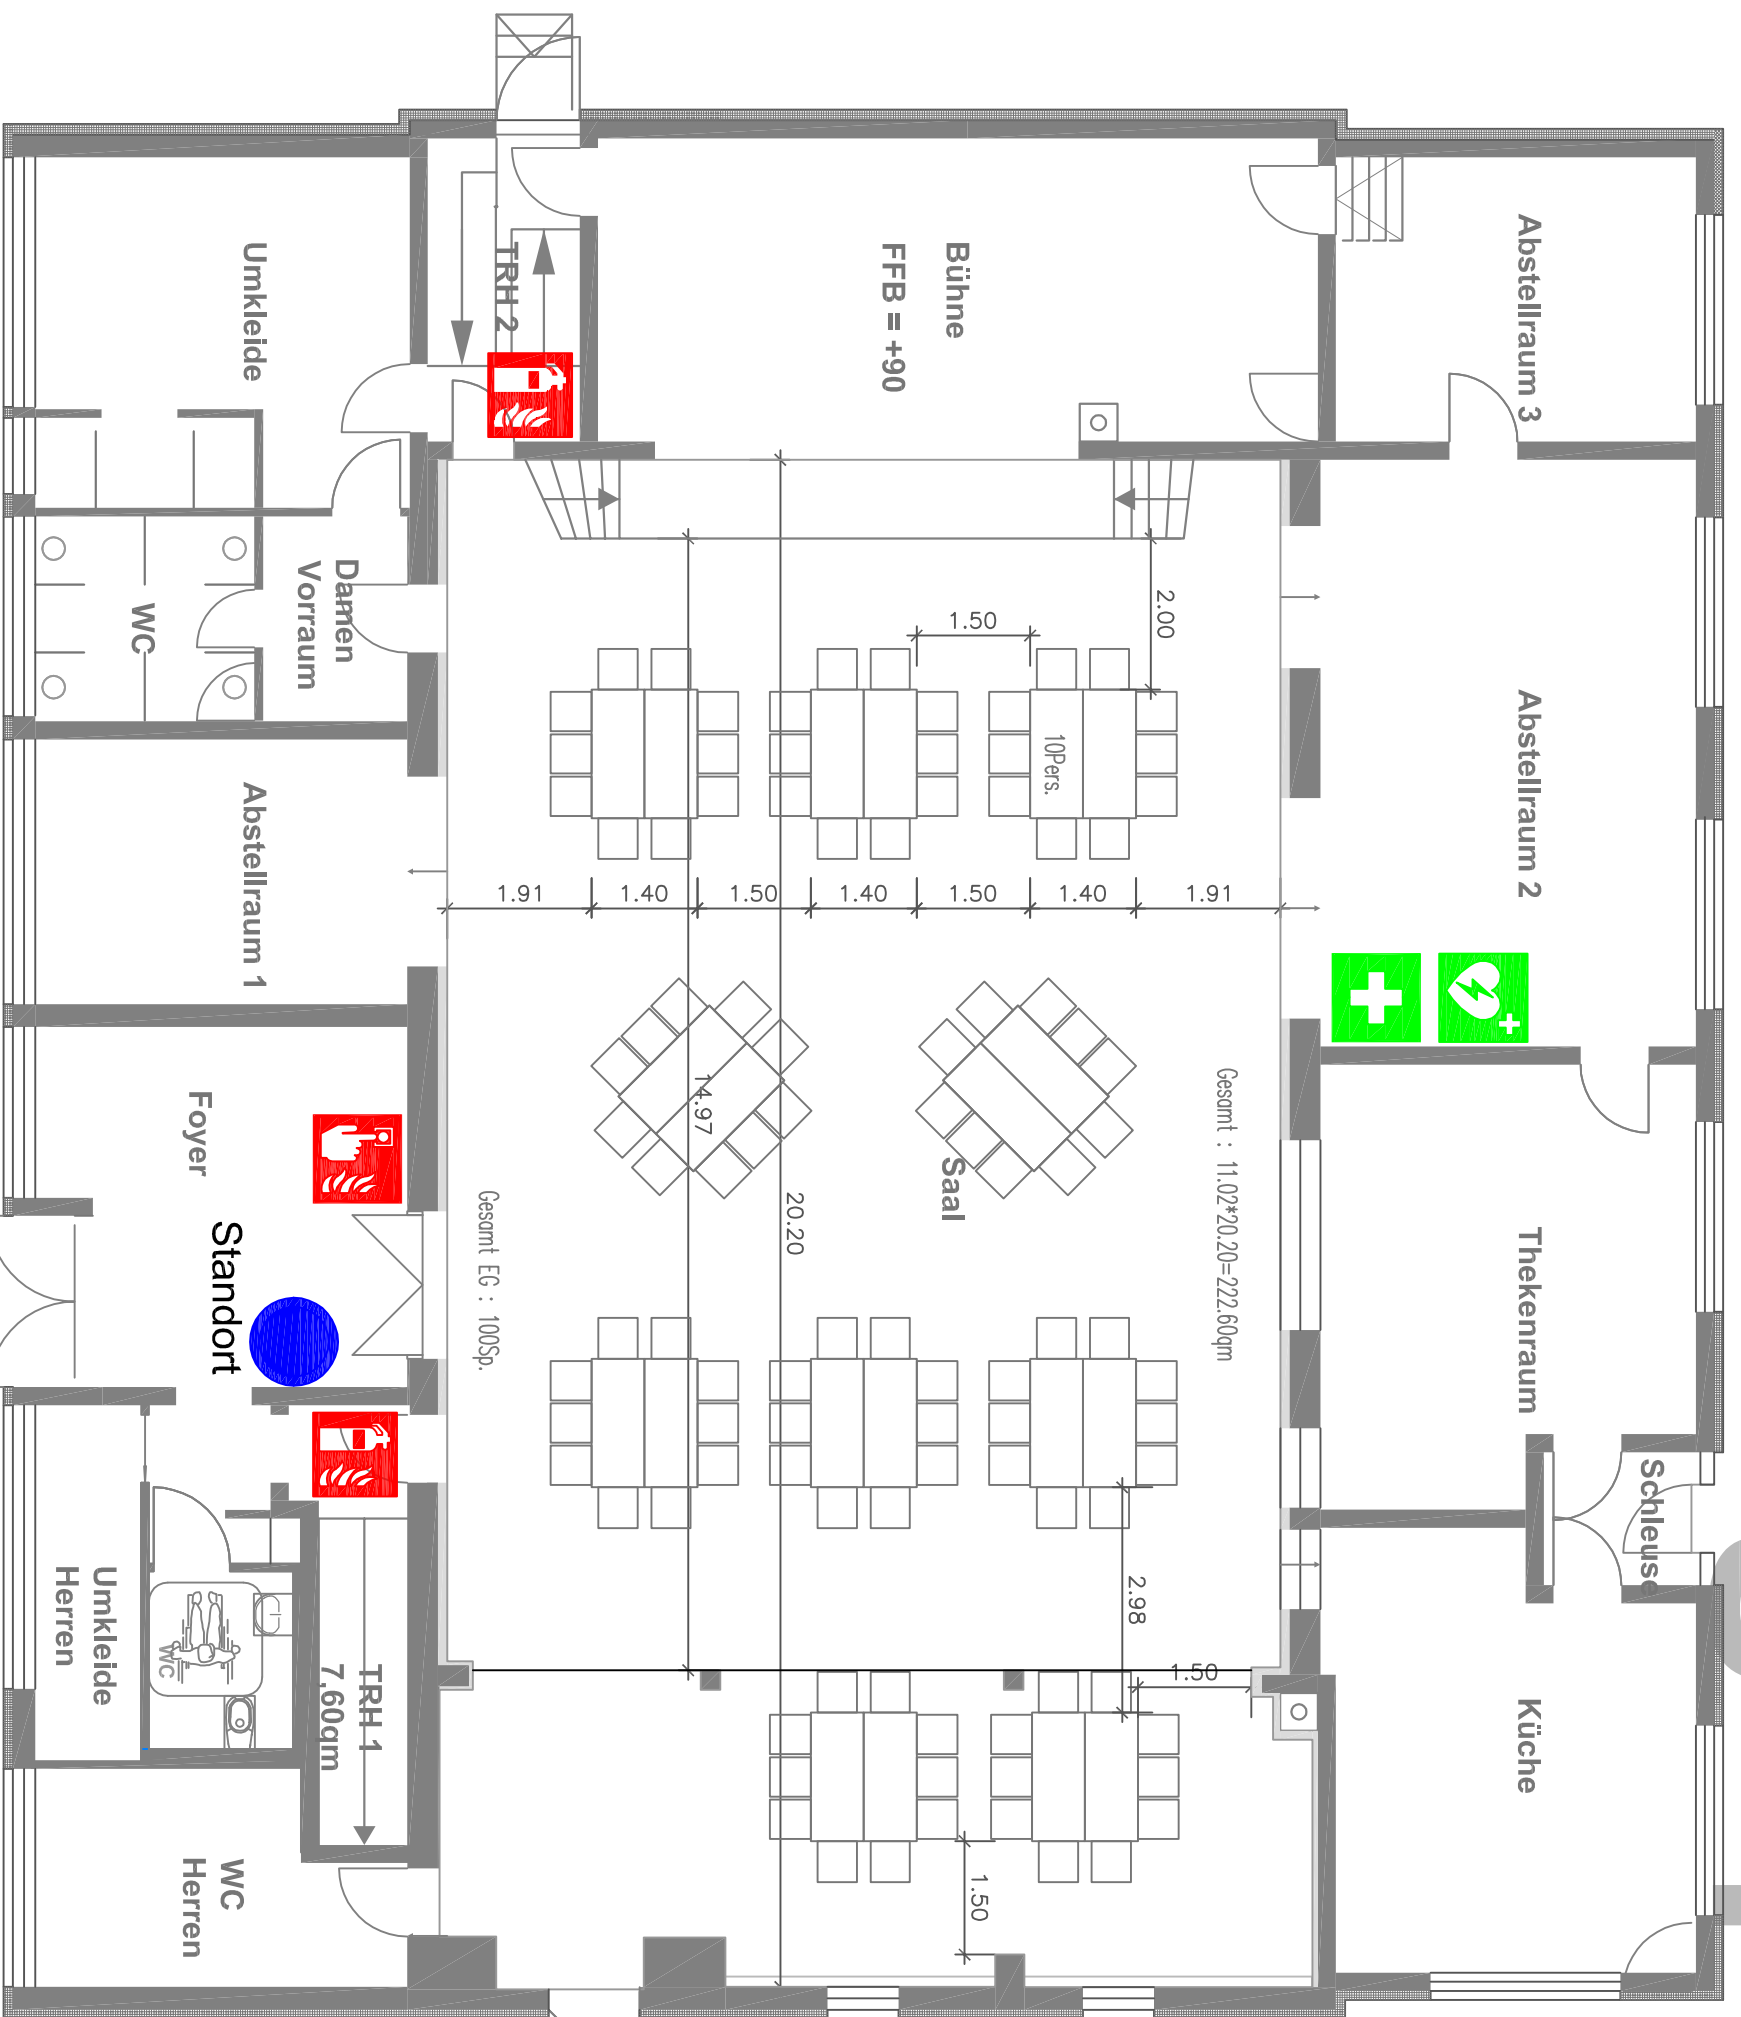 Umkleide
TRH 2
Bühne
FFB = +90
Abstellraum 3
Damen
Vorraum
WC
1.50
2.00
10Pers.
Abstellraum 2
Abstellraum 1
1.91
1.40
1.50
1.40
1.50
1.40
1.91
Foyer
Standort
14.97
20.20
Saal
Gesamt : 11.02*20.20=222.60qm
Gesamt EG : 100Sp.
Thekenraum
Schleuse
Umkleide
Herren
WC
TRH 1
7,60qm
2.98
1.50
Küche
WC
Herren
1.50